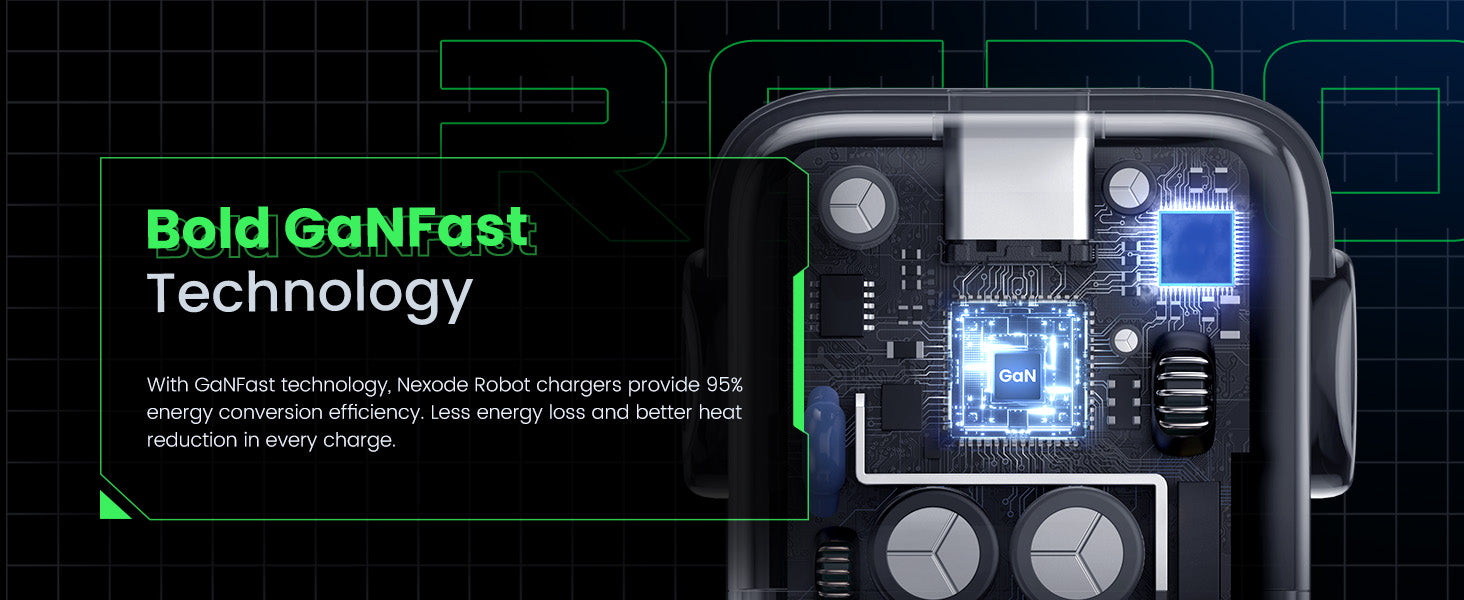 ROBO
Bold GaNFast
Technology
With GaNFast technology, Nexode Robot chargers provide 95%
energy conversion efficiency. Less energy loss and better heat
reduction in every charge.
GaN